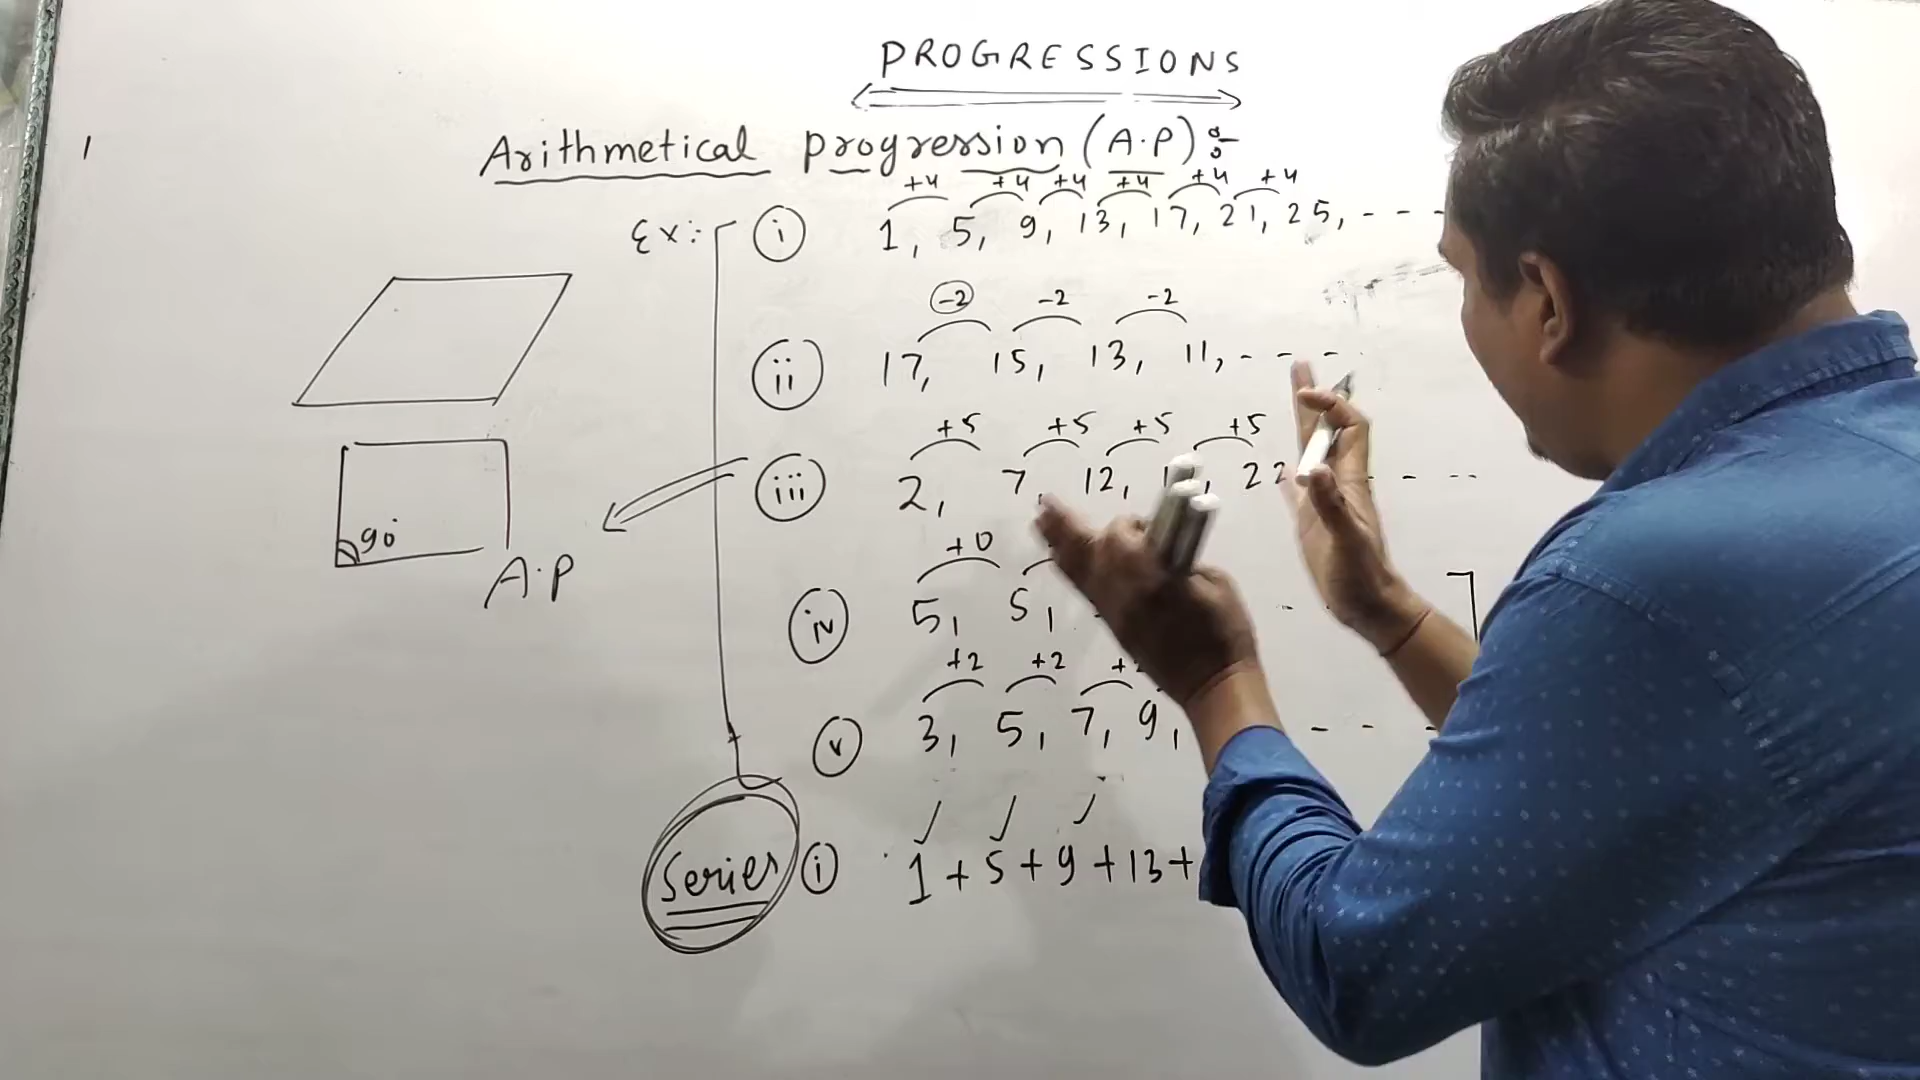 PROGRESSIONS
Arithmetical progression (A.P) :-
+4 +4 +4 +4 +4 +4
Ex :- i 1, 5, 9, 13, 17, 21, 25, - - -
-2 -2 -2
ii 17, 15, 13, 11, - - -
+5 +5 +5 +5
iii 2, 7, 12, 22 - - -
90°
A.P
+0
iv 5, 5, - -
+2 +2 +2
v 3, 5, 7, 9, - - -
Series i 1 + 5 + 9 + 13 +